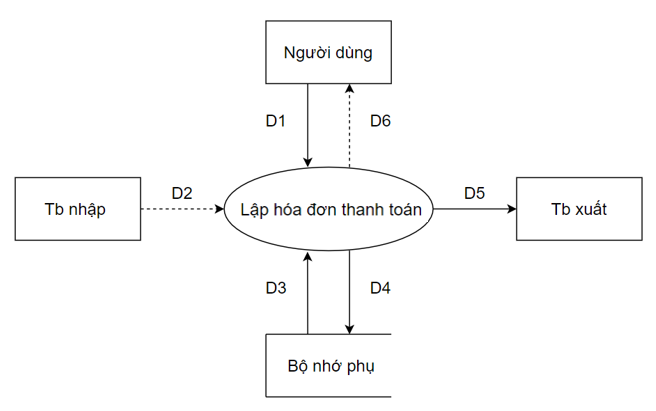 Người dùng
D1
D6
D2
D5
Tb nhập
Lập hóa đơn thanh toán
Tb xuất
D3
D4
Bộ nhớ phụ